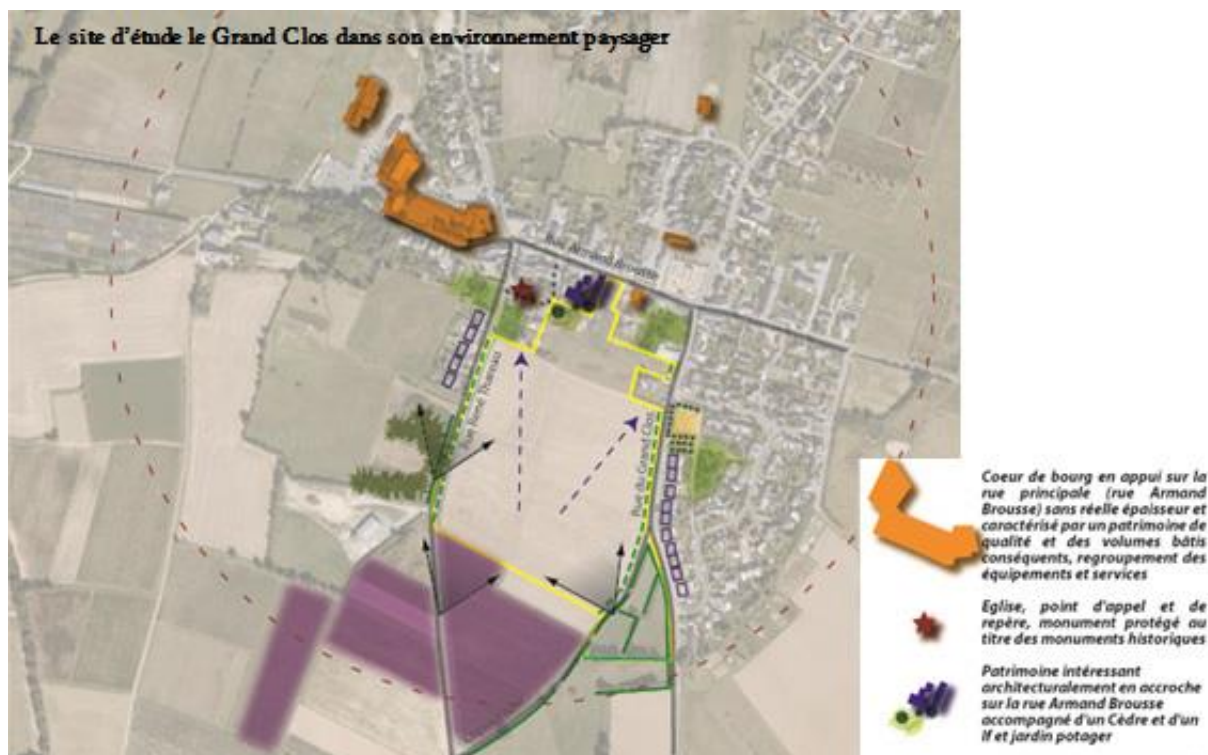 Le site d'étude le Grand Clos dans son environnement paysager
Rue Armand Brousse
Rue René Truheau
Rue du Grand Clos
Coeur de bourg en appui sur la
rue principale (rue Armand
Brousse) sans réelle épaisseur et
caractérisé par un patrimoine de
qualité et des volumes bâtis
conséquents, regroupement des
équipements et services
Eglise, point d'appel et de
repère, monument protégé au
titre des monuments historiques
Patrimoine intéressant
architecturalement en accroche
sur la rue Armand Brousse
accompagné d'un Cèdre et d'un
If et jardin potager